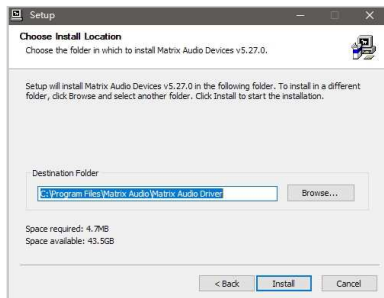 Setup
Choose Install Location
Choose the folder in which to install Matrix Audio Devices v5.27.0.
Setup will install Matrix Audio Devices v5.27.0 in the following folder. To install in a different
folder, click Browse and select another folder. Click Install to start the installation.
Destination Folder
C:\Program Files\Matrix Audio\Matrix Audio Driver
Browse...
Space required: 4.7MB
Space available: 43.5GB
< Back
Install
Cancel